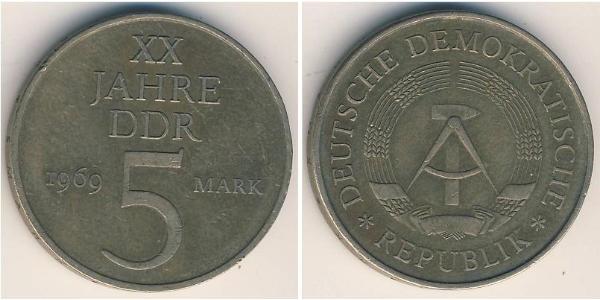 XX
JAHRE
DDR
1969 5 MARK
DEUTSCHE DEMOKRATISCHE
* REPUBLIK *